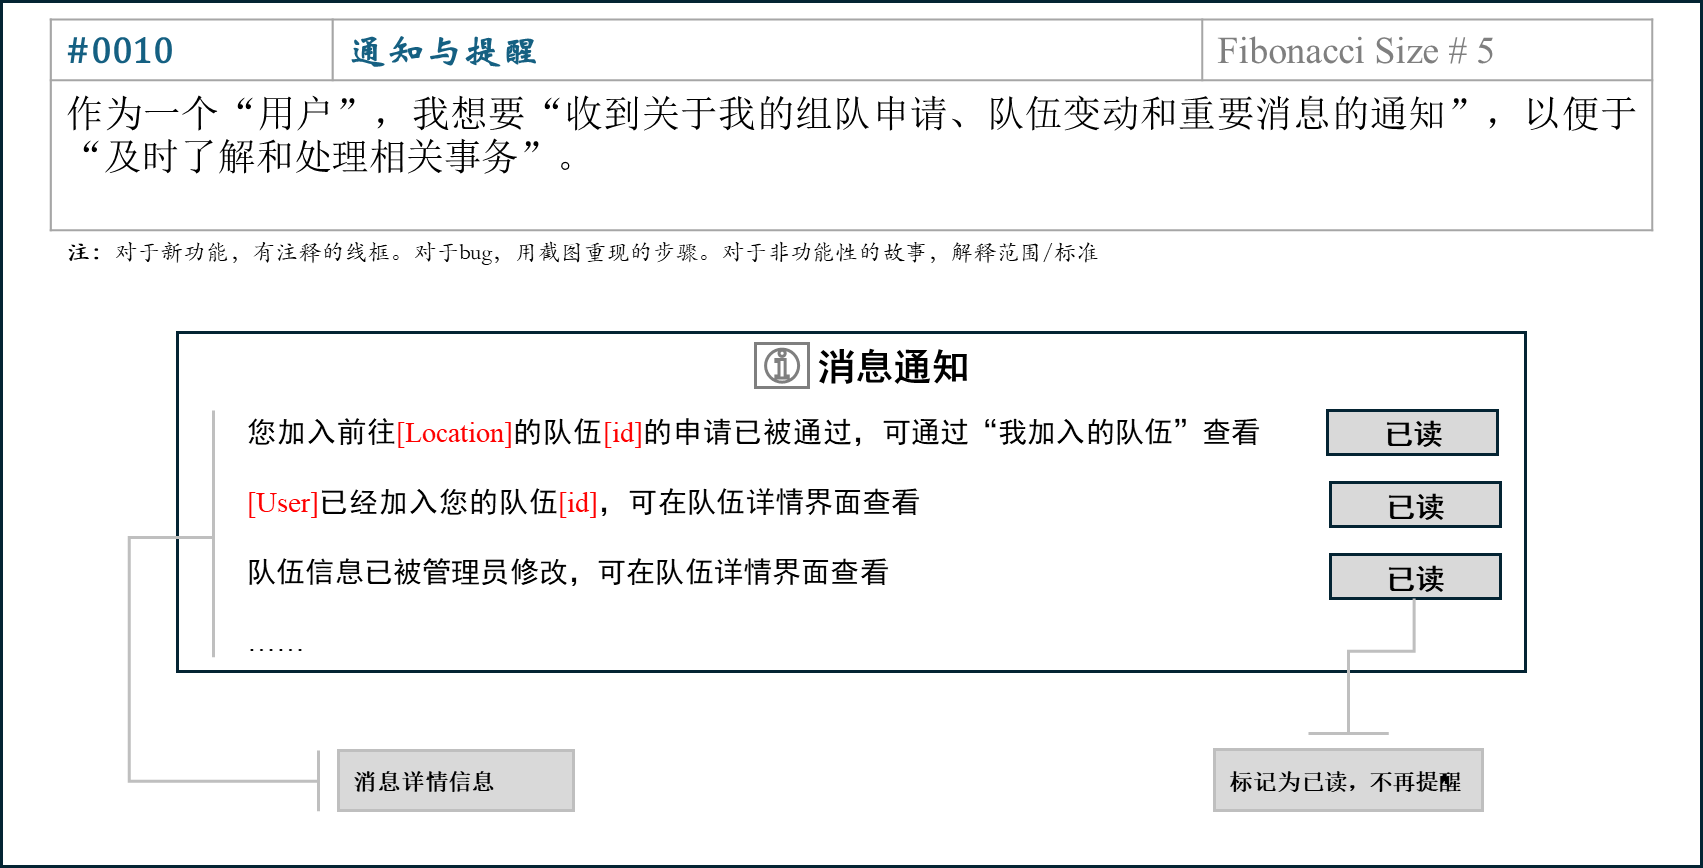 #0010
通知与提醒
Fibonacci Size # 5
作为一个“用户”，我想要“收到关于我的组队申请、队伍变动和重要消息的通知”，以便于
“及时了解和处理相关事务”。
注：对于新功能，有注释的线框。对于bug，用截图重现的步骤。对于非功能性的故事，解释范围/标准
消息通知
您加入前往[Location]的队伍[id]的申请已被通过，可通过“我加入的队伍”查看
已读
[User]已经加入您的队伍[id]，可在队伍详情界面查看
已读
队伍信息已被管理员修改，可在队伍详情界面查看
已读
……
消息详情信息
标记为已读，不再提醒